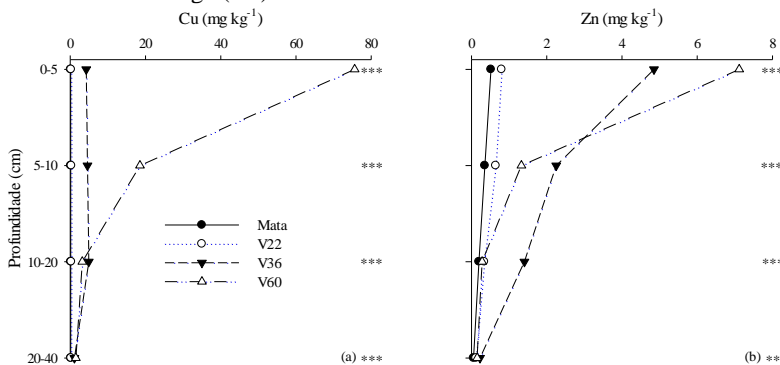 Cu (mg kg⁻¹)
Zn (mg kg⁻¹)
0 20 40 60 80
0 2 4 6 8
Profundidade (cm)
0-5
***
***
5-10
***
***
10-20
***
***
20-40
(a) ***
(b) **
Mata
V22
V36
V60